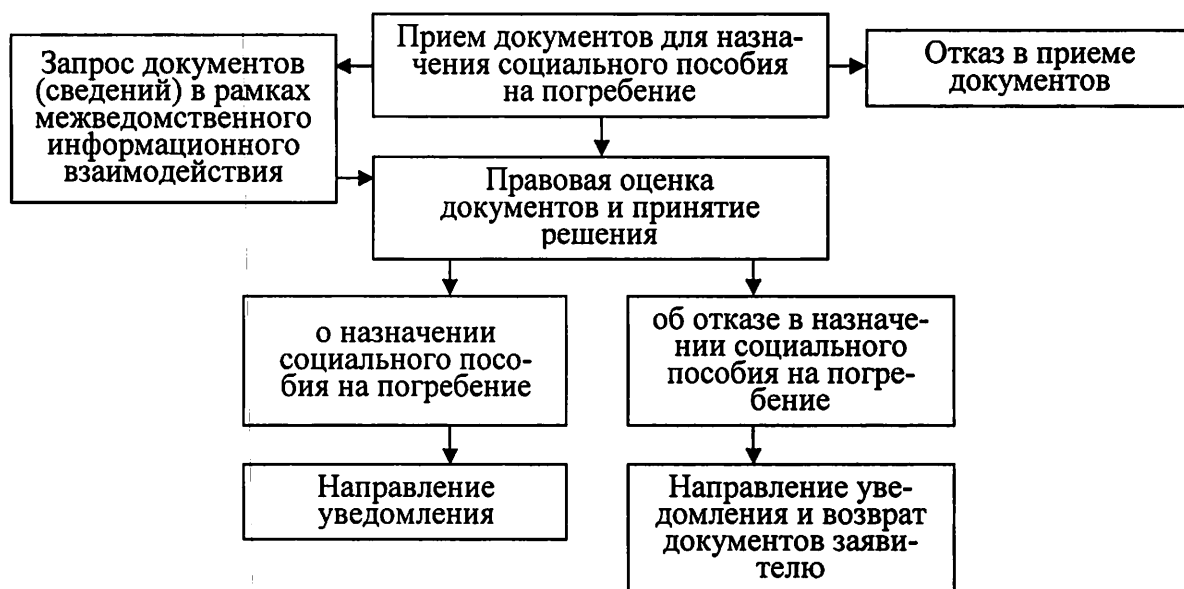 Прием документов для назна-
чения социального пособия
на погребение
Запрос документов
(сведений) в рамках
межведомственного
информационного
взаимодействия
Отказ в приеме
документов
Правовая оценка
документов и принятие
решения
о назначении
социального посо-
бия на погребение
об отказе в назначе-
нии социального
пособия на погре-
бение
Направление
уведомления
Направление уве-
домления и возврат
документов заяви-
телю